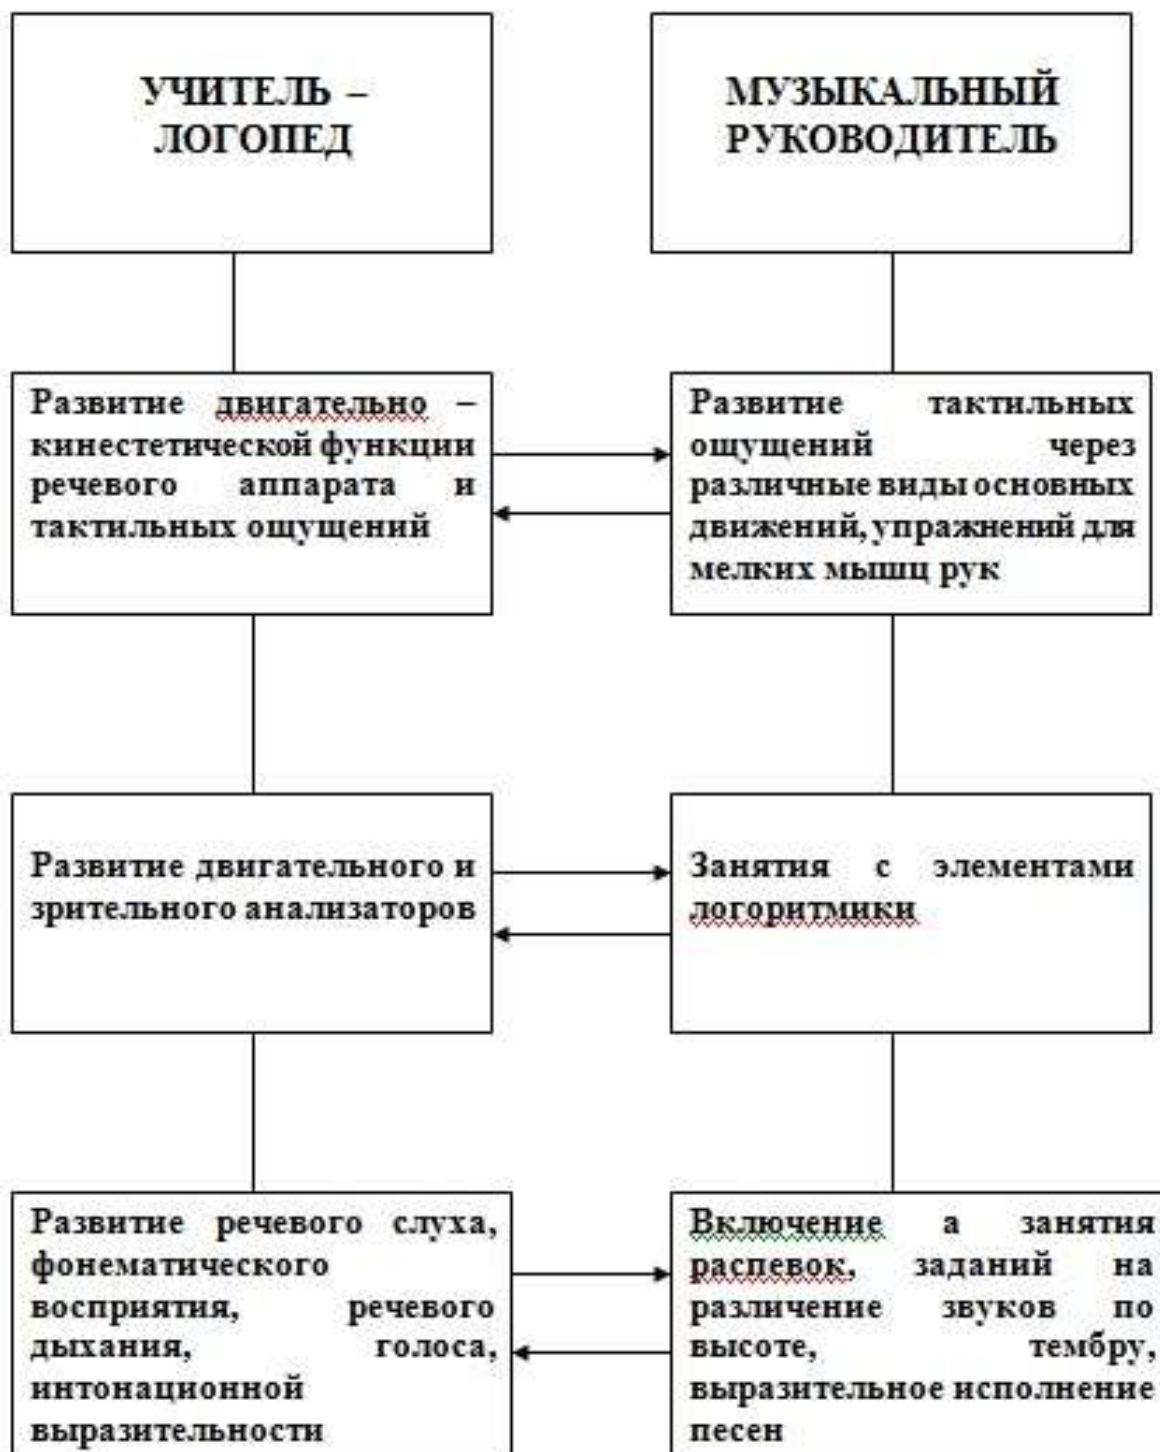 УЧИТЕЛЬ –
ЛОГОПЕД
МУЗЫКАЛЬНЫЙ
РУКОВОДИТЕЛЬ
Развитие двигательно –
кинестетической функции
речевого аппарата и
тактильных ощущений
Развитие тактильных
ощущений через
различные виды основных
движений, упражнений для
мелких мышц рук
Развитие двигательного и
зрительного анализаторов
Занятия с элементами
логоритмики
Развитие речевого слуха,
фонематического
восприятия, речевого
дыхания, голоса,
интонационной
выразительности
Включение а занятия
распевок, заданий на
различение звуков по
высоте, тембру,
выразительное исполнение
песен